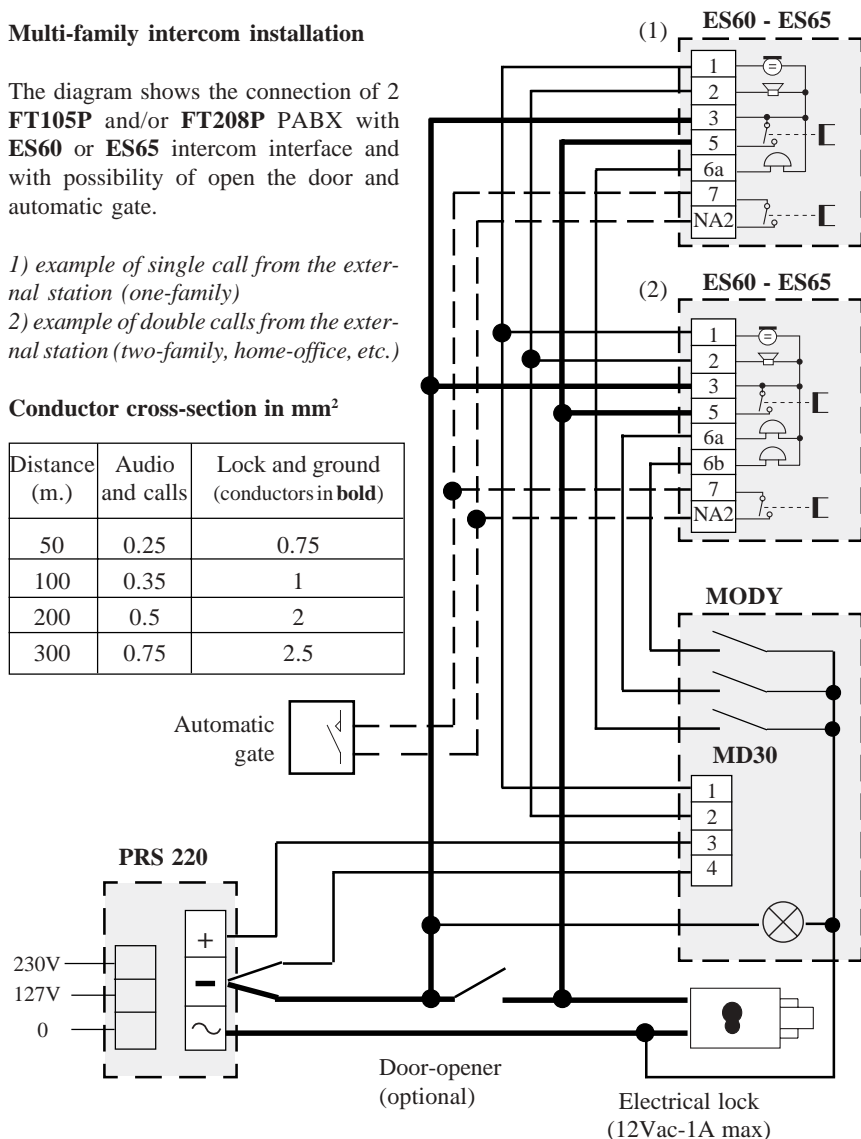 Multi-family intercom installation
The diagram shows the connection of 2
FT105P and/or FT208P PABX with
ES60 or ES65 intercom interface and
with possibility of open the door and
automatic gate.
1) example of single call from the exter-
nal station (one-family)
2) example of double calls from the exter-
nal station (two-family, home-office, etc.)
Conductor cross-section in mm²
Distance (m.) Audio and calls Lock and ground (conductors in bold)
50 0.25 0.75
100 0.35 1
200 0.5 2
300 0.75 2.5
(1)
ES60 - ES65
1
2
3
5
6a
7
NA2
(2)
ES60 - ES65
1
2
3
5
6a
6b
7
NA2
MODY
MD30
1
2
3
4
Automatic
gate
PRS 220
+
-
~
230V
127V
0
Door-opener
(optional)
Electrical lock
(12Vac-1A max)